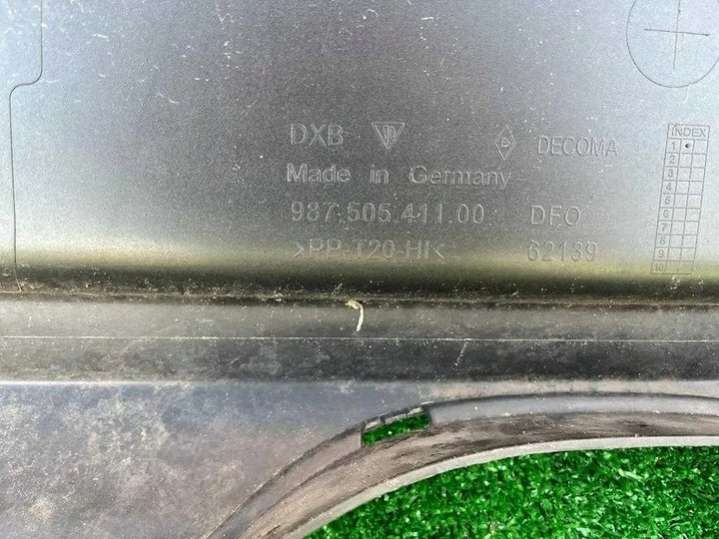 DXB DECOMA
Made in Germany
987.505.411.00 DFO
>PP-T20-HI< 62139
INDEX
1
2
3
4
5
6
7
8
9
10